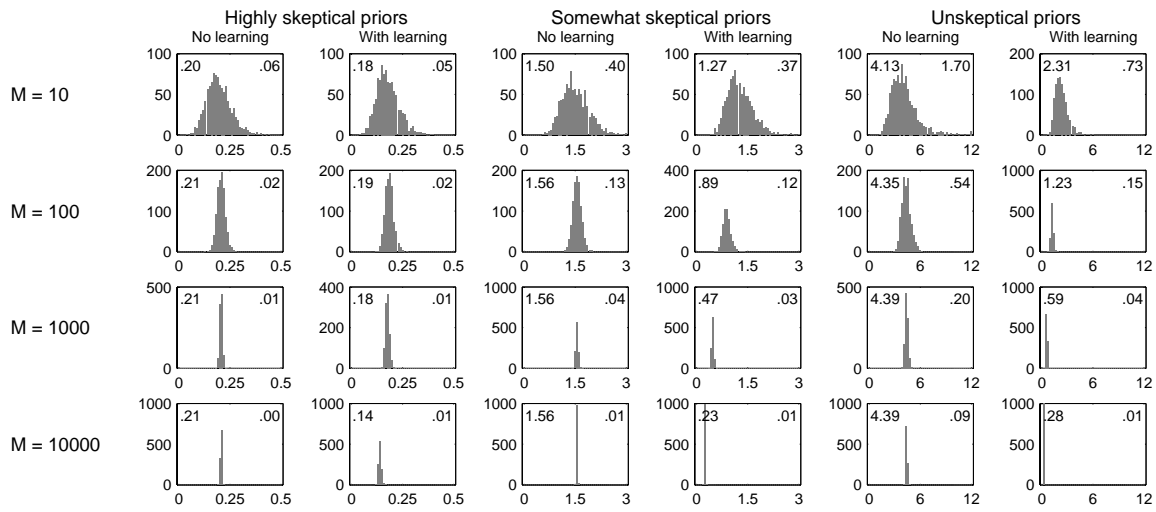 Highly skeptical priors Somewhat skeptical priors Unskeptical priors
No learning With learning No learning With learning No learning With learning
M = 10
100 50 0 .20 .06 0 0.25 0.5
100 50 0 .18 .05 0 0.25 0.5
100 50 0 1.50 .40 0 1.5 3
100 50 0 1.27 .37 0 1.5 3
100 50 0 4.13 1.70 0 6 12
200 100 0 2.31 .73 0 6 12
M = 100
200 100 0 .21 .02 0 0.25 0.5
200 100 0 .19 .02 0 0.25 0.5
200 100 0 1.56 .13 0 1.5 3
400 200 0 .89 .12 0 1.5 3
200 100 0 4.35 .54 0 6 12
1000 500 0 1.23 .15 0 6 12
M = 1000
500 0 .21 .01 0 0.25 0.5
400 200 0 .18 .01 0 0.25 0.5
1000 500 0 1.56 .04 0 1.5 3
1000 500 0 .47 .03 0 1.5 3
500 0 4.39 .20 0 6 12
1000 500 0 .59 .04 0 6 12
M = 10000
1000 500 0 .21 .00 0 0.25 0.5
1000 500 0 .14 .01 0 0.25 0.5
1000 500 0 1.56 .01 0 1.5 3
1000 500 0 .23 .01 0 1.5 3
1000 500 0 4.39 .09 0 6 12
1000 500 0 .28 .01 0 6 12